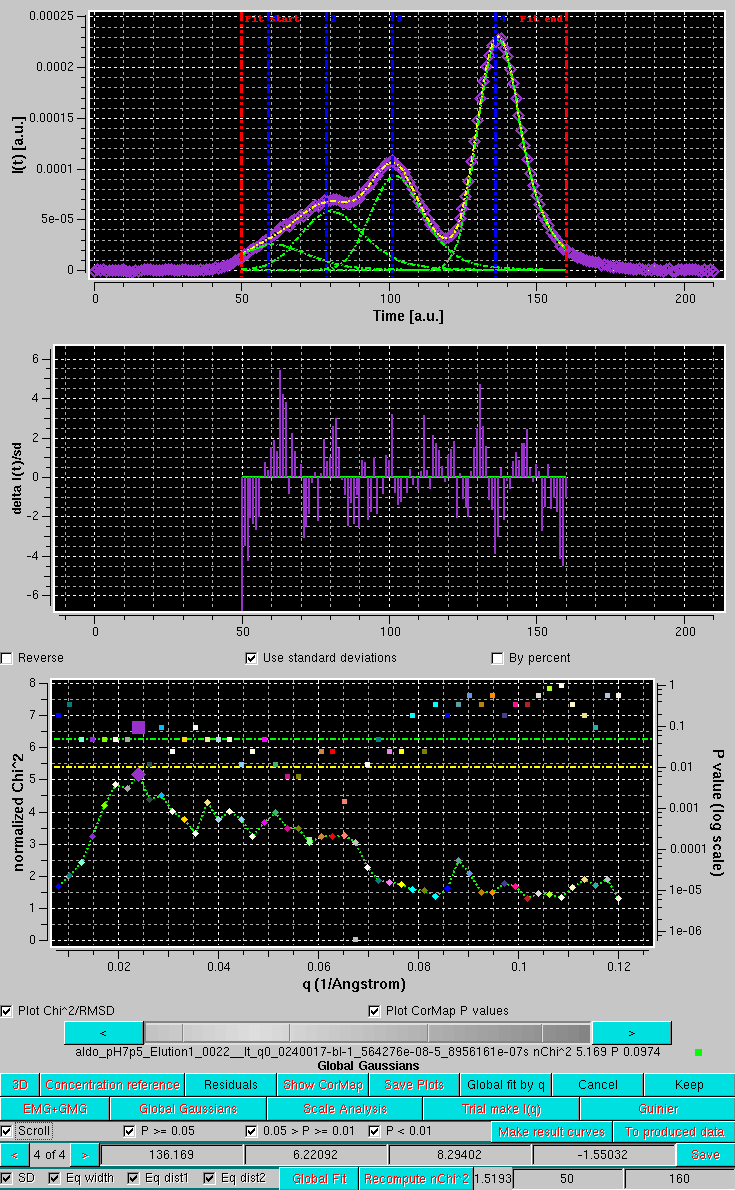 Fit start 2 3 4 Fit end
0.00025
0.0002
0.00015
0.0001
5e-05
0
I(t) [a.u.]
0 50 100 150 200
Time [a.u.]
6
4
2
0
-2
-4
-6
delta I(t)/sd
0 50 100 150 200
Reverse Use standard deviations By percent
8
7
6
5
4
3
2
1
0
normalized Chi^2
1
0.1
0.01
0.001
0.0001
1e-05
1e-06
P value (log scale)
0.02 0.04 0.06 0.08 0.1 0.12
q (1/Angstrom)
Plot Chi^2/RMSD Plot CorMap P values
< >
aldo_pH7p5_Elution1_0022__It_q0_0240017-bl-1_564276e-08-5_8956161e-07s nChi^2 5.169 P 0.0974
Global Gaussians
3D Concentration reference Residuals Show CorMap Save Plots Global fit by q Cancel Keep
EMG+GMG Global Gaussians Scale Analysis Trial make I(q) Guinier
Scroll P >= 0.05 0.05 > P >= 0.01 P < 0.01 Make result curves To produced data
< 4 of 4 > 136.169 6.22092 8.29402 -1.55032 Save
SD Eq width Eq dist1 Eq dist2 Global Fit Recompute nChi^2 1.5193 50 160